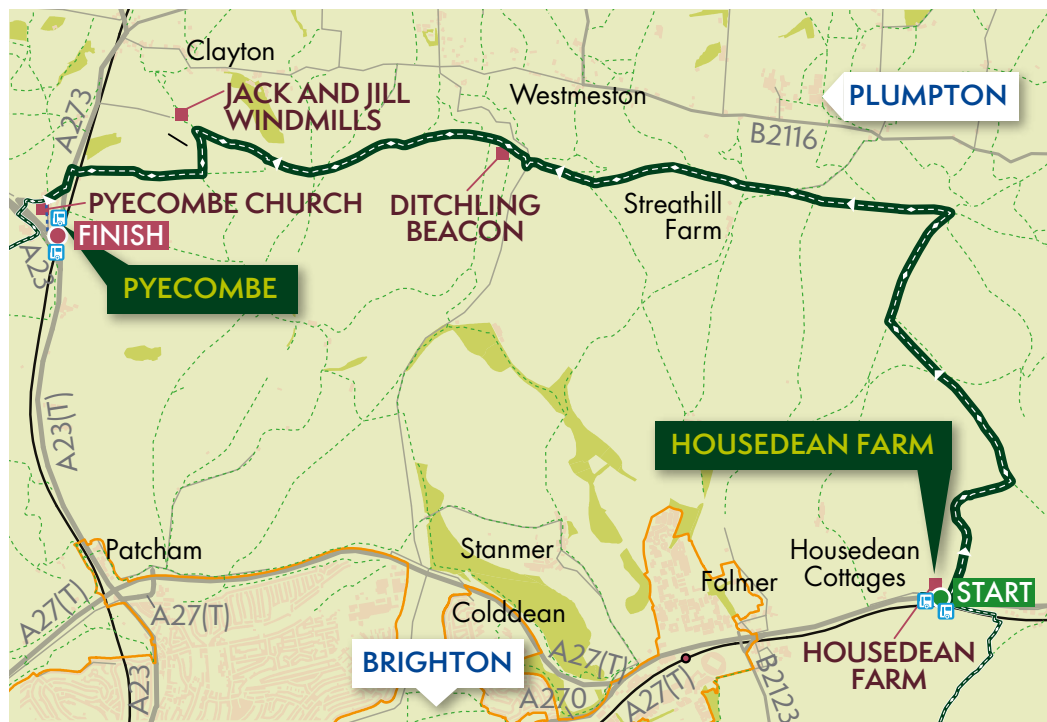 Clayton
A273
JACK AND JILL
WINDMILLS
Westmeston
PLUMPTON
B2116
PYECOMBE CHURCH
DITCHLING
BEACON
Streathill
Farm
FINISH
A23
PYECOMBE
A23(T)
HOUSEDEAN FARM
Patcham
Stanmer
Housedean
Cottages
Falmer
START
A27(T)
A27(T)
Colddean
HOUSEDEAN
FARM
BRIGHTON
A27(T)
A23
A270
A27(T)
B2123